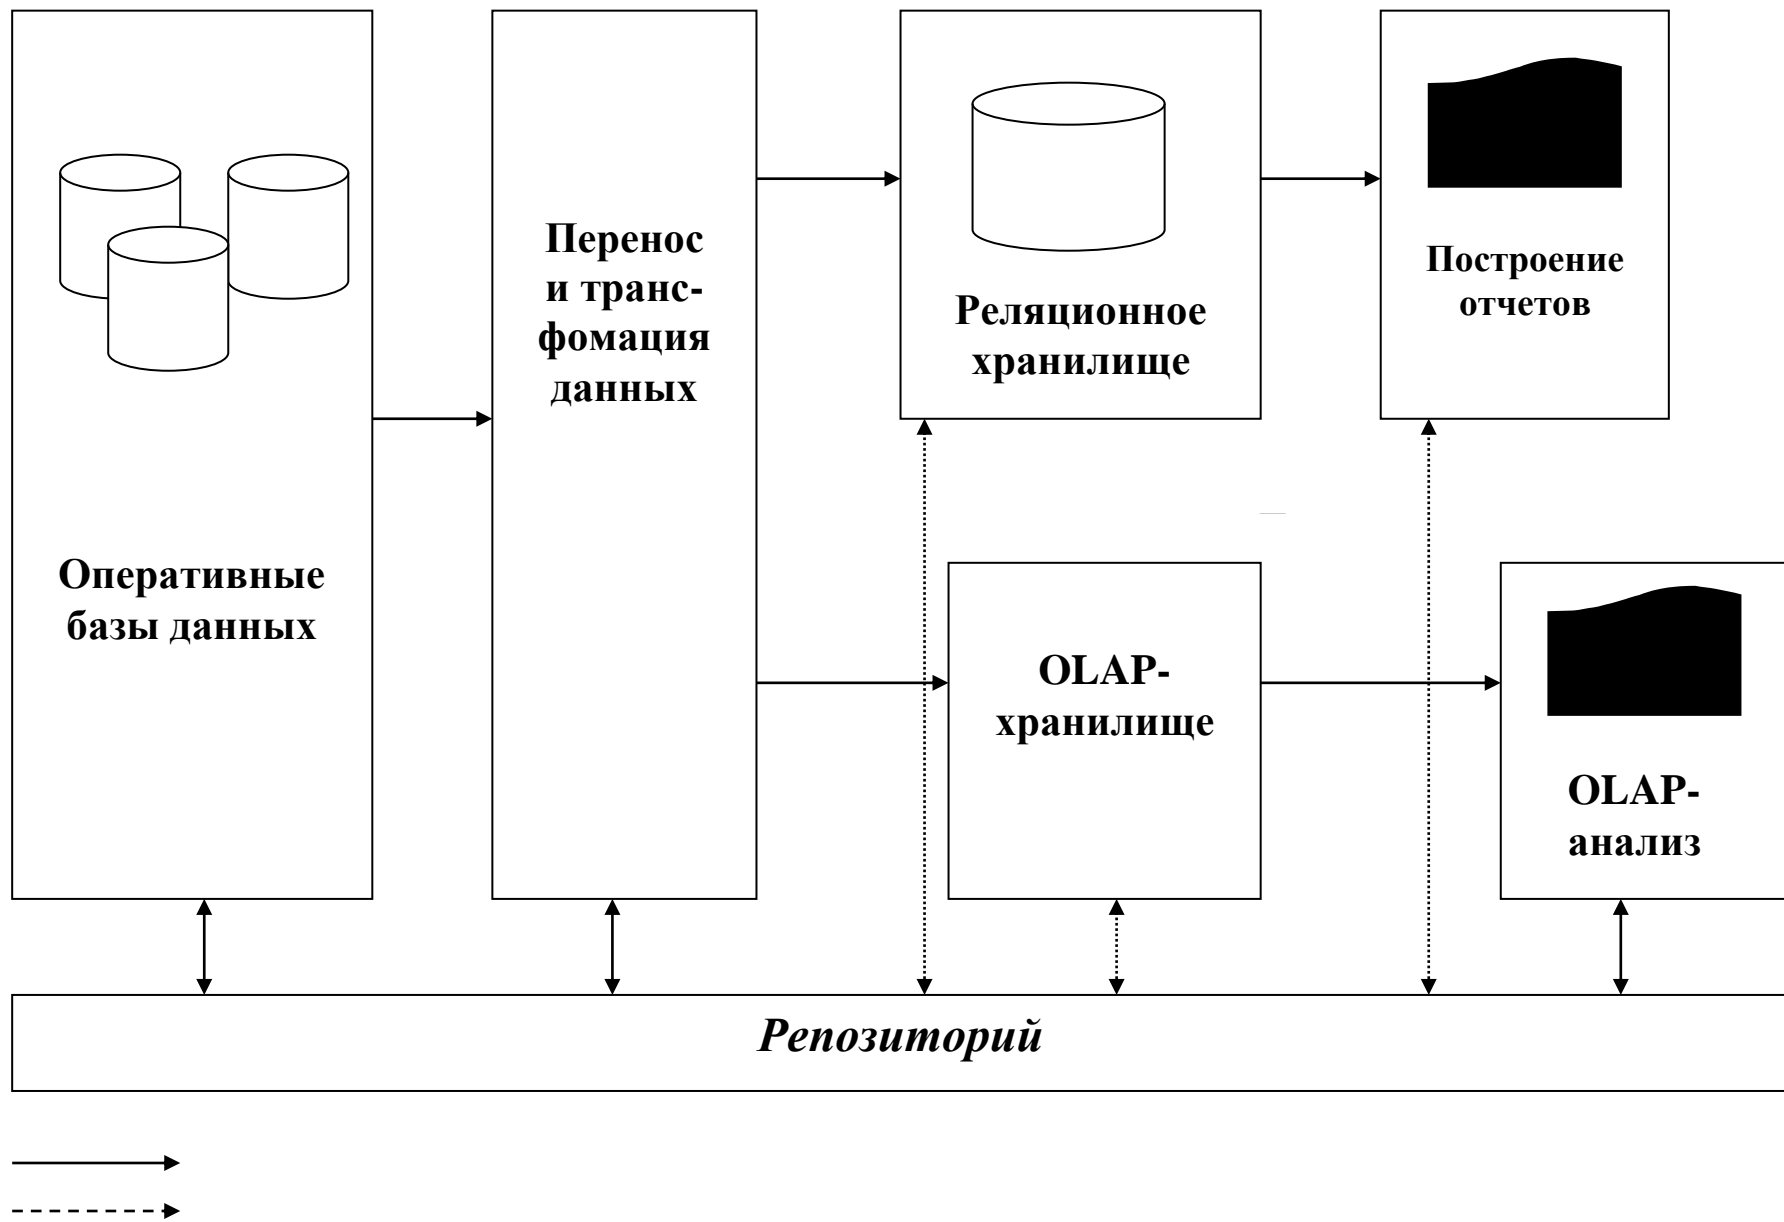 Оперативные
базы данных
Перенос
и транс-
фомация
данных
Реляционное
хранилище
Построение
отчетов
OLAP-
хранилище
OLAP-
анализ
Репозиторий